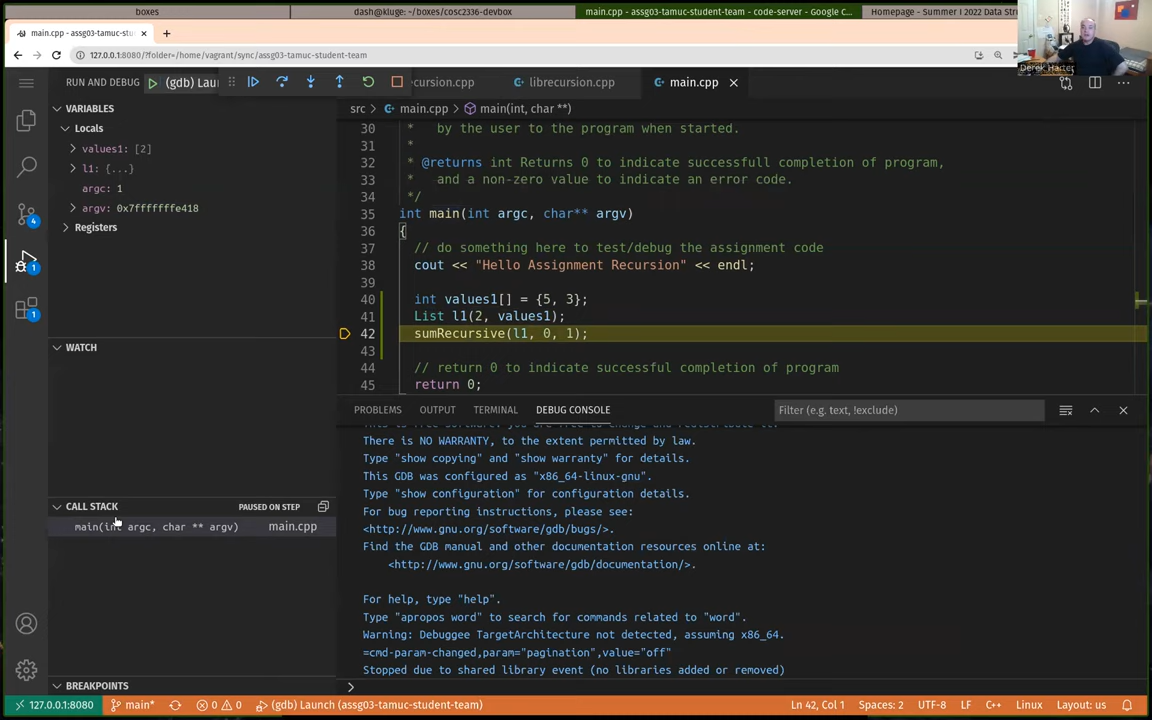 boxes
dash@kluge: ~/boxes/cosc2336-devbox
main.cpp - assg03-tamuc-student-team - code-server - Google C...
Homepage - Summer I 2022 Data Str
main.cpp - assg03-tamuc-stu
127.0.0.1:8080/?folder=/home/vagrant/sync/assg03-tamuc-student-team
Derek Harter
RUN AND DEBUG
(gdb) Lau
ecursion.cpp
librecursion.cpp
main.cpp
src > main.cpp > main(int, char **)
VARIABLES
Locals
values1: [2]
l1: {...}
argc: 1
argv: 0x7fffffffe418
Registers
WATCH
CALL STACK
PAUSED ON STEP
main(int argc, char ** argv)
main.cpp
BREAKPOINTS
4
1
1
30 * by the user to the program when started.
31 *
32 * @returns int Returns 0 to indicate successfull completion of program,
33 * and a non-zero value to indicate an error code.
34 */
35 int main(int argc, char** argv)
36 {
37 // do something here to test/debug the assignment code
38 cout << "Hello Assignment Recursion" << endl;
39
40 int values1[] = {5, 3};
41 List l1(2, values1);
42 sumRecursive(l1, 0, 1);
43
44 // return 0 to indicate successful completion of program
45 return 0;
PROBLEMS
OUTPUT
TERMINAL
DEBUG CONSOLE
Filter (e.g. text, !exclude)
There is NO WARRANTY, to the extent permitted by law.
Type "show copying" and "show warranty" for details.
This GDB was configured as "x86_64-linux-gnu".
Type "show configuration" for configuration details.
For bug reporting instructions, please see:
<http://www.gnu.org/software/gdb/bugs/>.
Find the GDB manual and other documentation resources online at:
<http://www.gnu.org/software/gdb/documentation/>.
For help, type "help".
Type "apropos word" to search for commands related to "word".
Warning: Debuggee TargetArchitecture not detected, assuming x86_64.
=cmd-param-changed,param="pagination",value="off"
Stopped due to shared library event (no libraries added or removed)
127.0.0.1:8080
main*
0
0
(gdb) Launch (assg03-tamuc-student-team)
Ln 42, Col 1
Spaces: 2
UTF-8
LF
C++
Linux
Layout: us